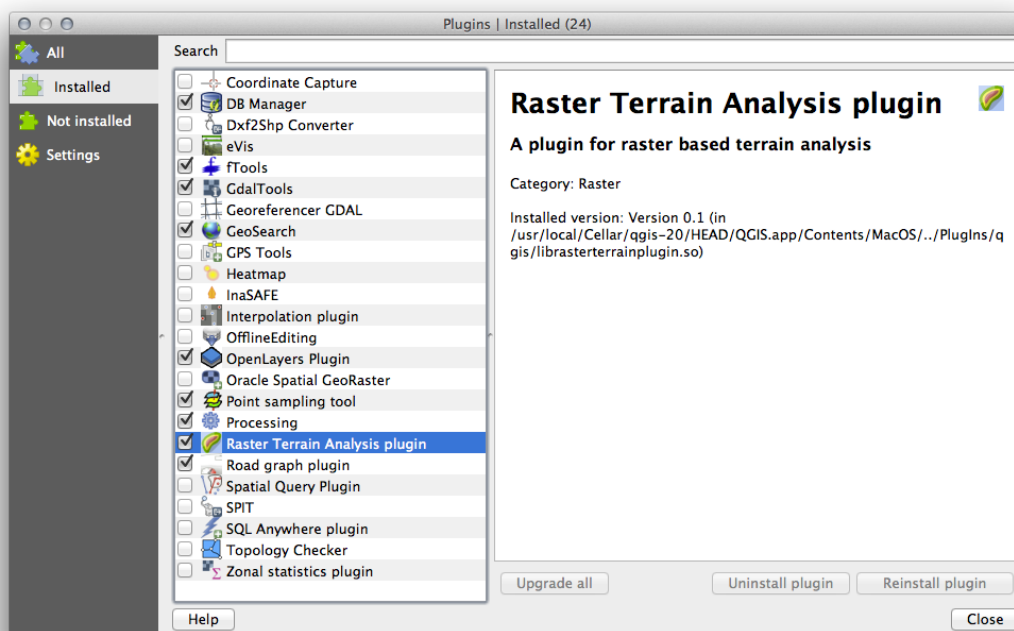 Plugins | Installed (24)
All
Installed
Not installed
Settings
Search
Coordinate Capture
DB Manager
Dxf2Shp Converter
eVis
fTools
GdalTools
Georeferencer GDAL
GeoSearch
GPS Tools
Heatmap
InaSAFE
Interpolation plugin
OfflineEditing
OpenLayers Plugin
Oracle Spatial GeoRaster
Point sampling tool
Processing
Raster Terrain Analysis plugin
Road graph plugin
Spatial Query Plugin
SPIT
SQL Anywhere plugin
Topology Checker
Zonal statistics plugin
Raster Terrain Analysis plugin
A plugin for raster based terrain analysis
Category: Raster
Installed version: Version 0.1 (in
/usr/local/Cellar/qgis-20/HEAD/QGIS.app/Contents/MacOS/../PlugIns/q
gis/librasterterrainplugin.so)
Upgrade all
Uninstall plugin
Reinstall plugin
Help
Close